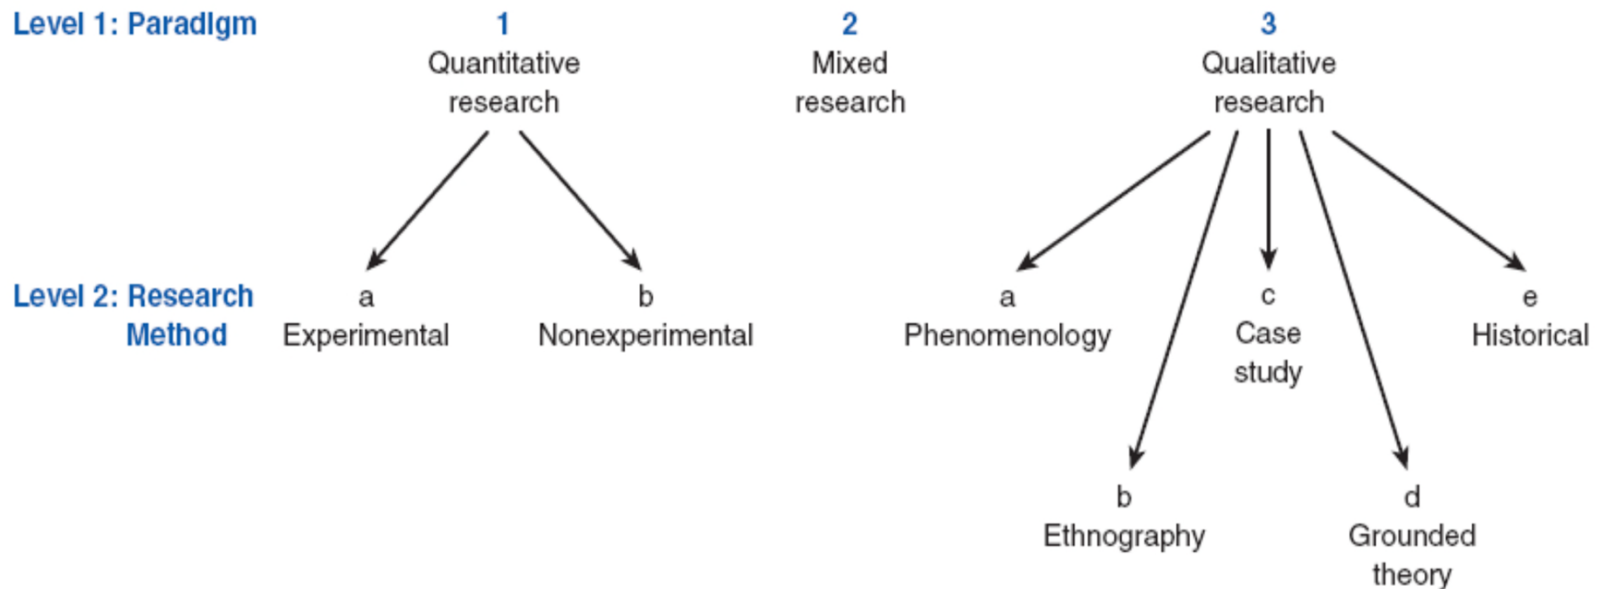 Level 1: Paradigm
1
Quantitative
research
2
Mixed
research
3
Qualitative
research
Level 2: Research
Method
a
Experimental
b
Nonexperimental
a
Phenomenology
c
Case
study
e
Historical
b
Ethnography
d
Grounded
theory